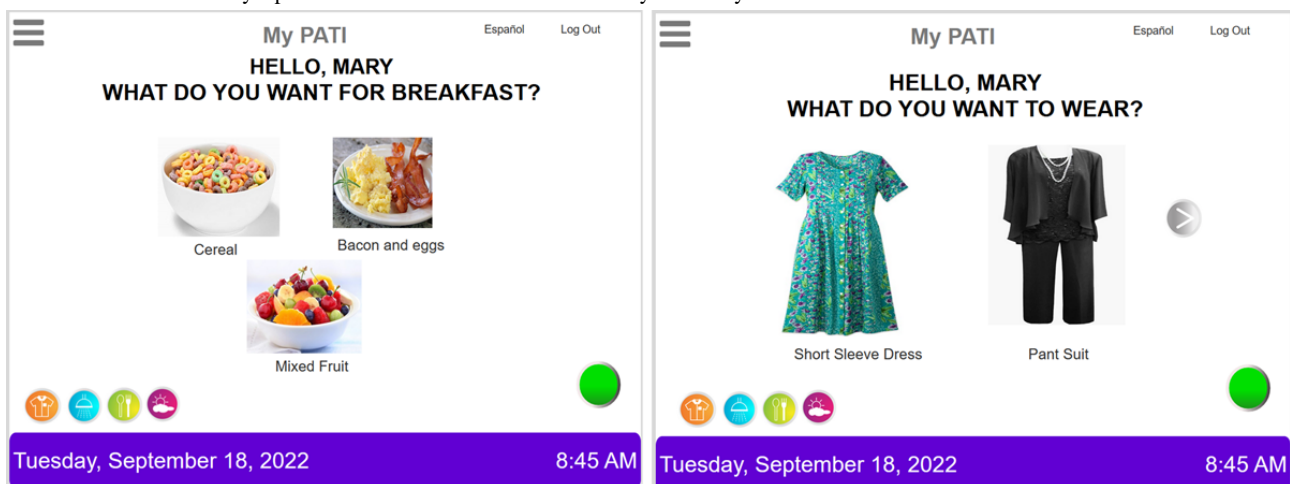 My PATI
Español Log Out
HELLO, MARY
WHAT DO YOU WANT FOR BREAKFAST?
Cereal
Bacon and eggs
Mixed Fruit
Tuesday, September 18, 2022
8:45 AM
My PATI
Español Log Out
HELLO, MARY
WHAT DO YOU WANT TO WEAR?
Short Sleeve Dress
Pant Suit
Tuesday, September 18, 2022
8:45 AM